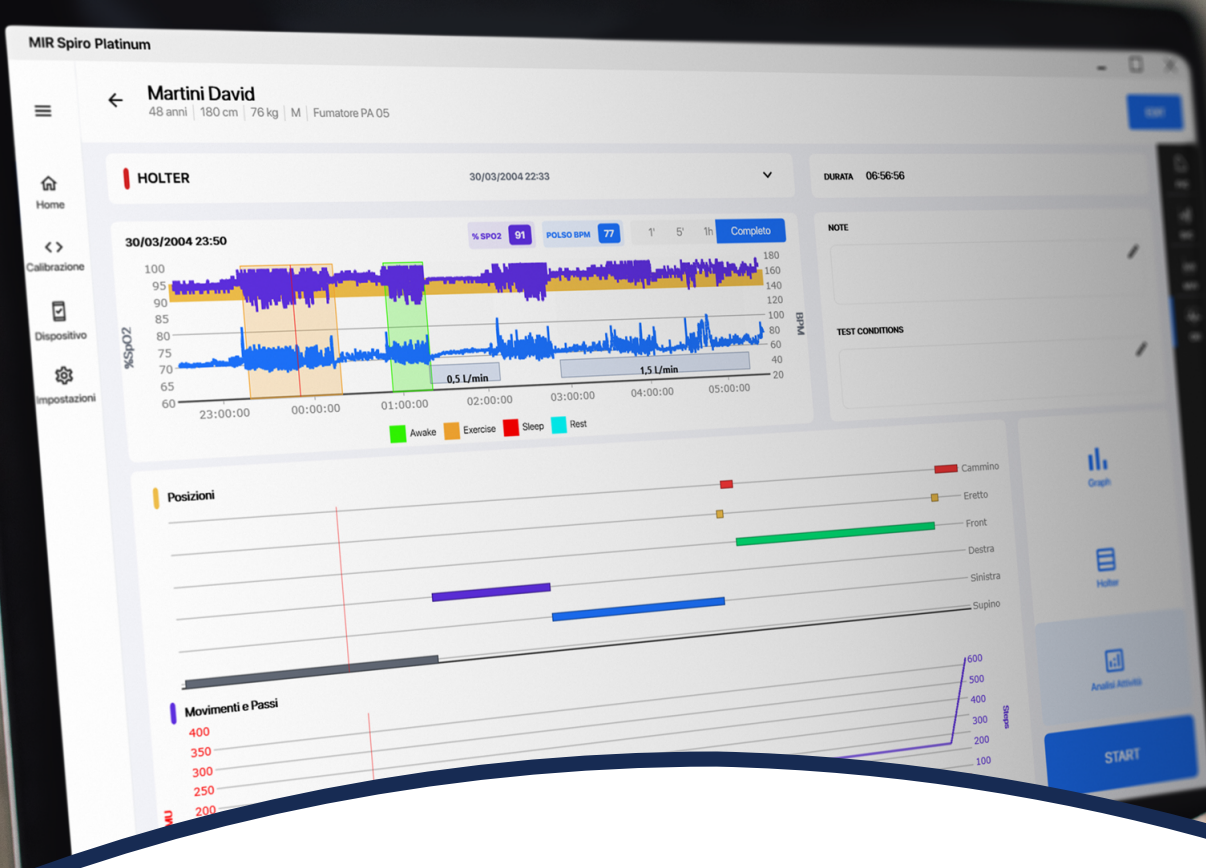 MIR Spiro Platinum
Martini David
48 anni | 180 cm | 76 kg | M | Fumatore PA 05
Home
Calibrazione
Dispositivo
Impostazioni
HOLTER 30/03/2004 22:33
DURATA 06:56:56
30/03/2004 23:50
% SPO2 91 POLSO BPM 77 1' 5' 1h Completo
NOTE
TEST CONDITIONS
%SpO2
100
95
90
85
80
75
70
65
60
180
160
140
120
100
80
60
40
20
BPM
0,5 L/min
1,5 L/min
23:00:00 00:00:00 01:00:00 02:00:00 03:00:00 04:00:00 05:00:00
Awake Exercise Sleep Rest
Posizioni
Cammino
Eretto
Front
Destra
Sinistra
Supino
Movimenti e Passi
400
350
300
250
200
MU
600
500
400
300
200
100
Steps
Graph
Holter
Analisi Attività
START